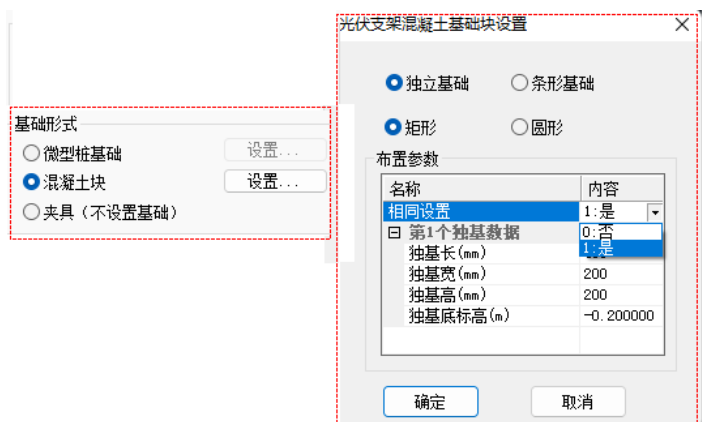 基础形式
微型桩基础 设置...
混凝土块 设置...
夹具（不设置基础）
光伏支架混凝土基础块设置
独立基础 条形基础
矩形 圆形
布置参数
名称 内容
相同设置 1:是
第1个独基数据 0:否
1:是
独基长(mm)
独基宽(mm) 200
独基高(mm) 200
独基底标高(m) -0.200000
确定 取消